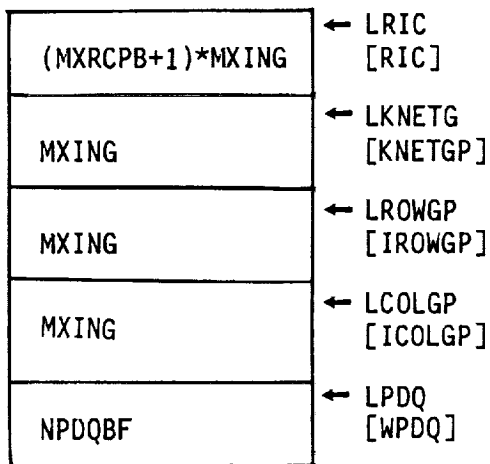 ← LRIC
(MXRCPB+1)*MXING [RIC]
← LKNETG
MXING [KNETGP]
← LROWGP
MXING [IROWGP]
← LCOLGP
MXING [ICOLGP]
← LPDQ
NPDQBF [WPDQ]